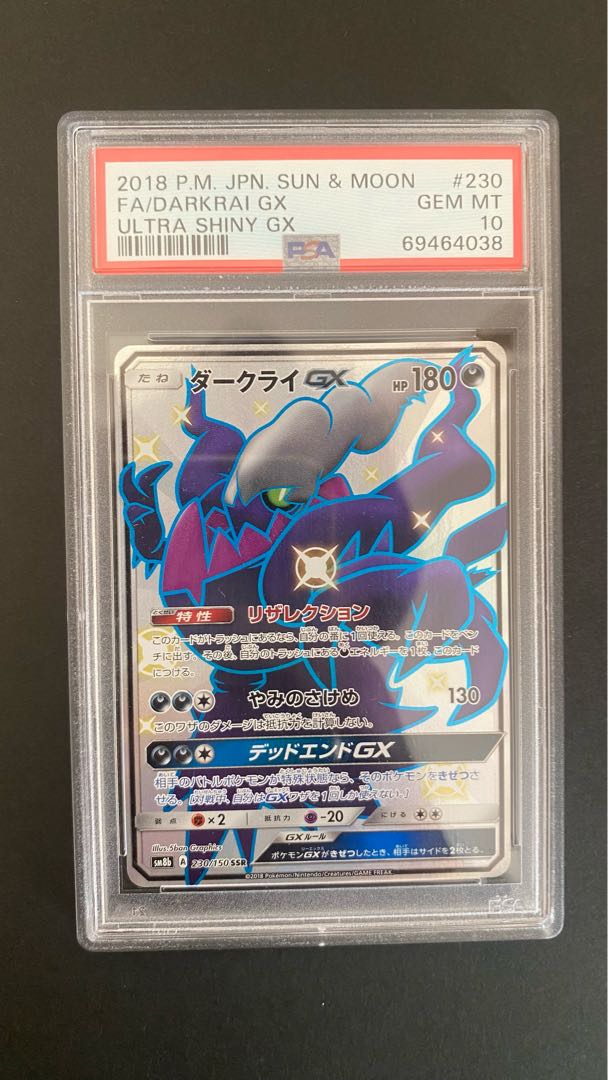 2018 P.M. JPN. SUN & MOON #230
FA/DARKRAI GX GEM MT
ULTRA SHINY GX 10
PSA 69464038
たね ダークライGX HP 180
とくせい
特性 リザレクション
このカードがトラッシュにあるなら、自分の番に1回使える。このカードをベン
チに出す。その後、自分のトラッシュにあるエネルギーを1枚、このカード
につける。
やみのさけめ 130
このワザのダメージは抵抗力を計算しない。
デッドエンドGX
相手のバトルポケモンが特殊状態なら、そのポケモンをきぜつさ
せる。[対戦中、自分はGXワザを1回しか使えない。]
弱点 ×2 抵抗力 -20 にげる
GXルール
ポケモンGXがきぜつしたとき、相手はサイドを2枚とる。
Illus. 5ban Graphics
sm8b A 230/150 SSR
©2018 Pokémon/Nintendo/Creatures/GAME FREAK